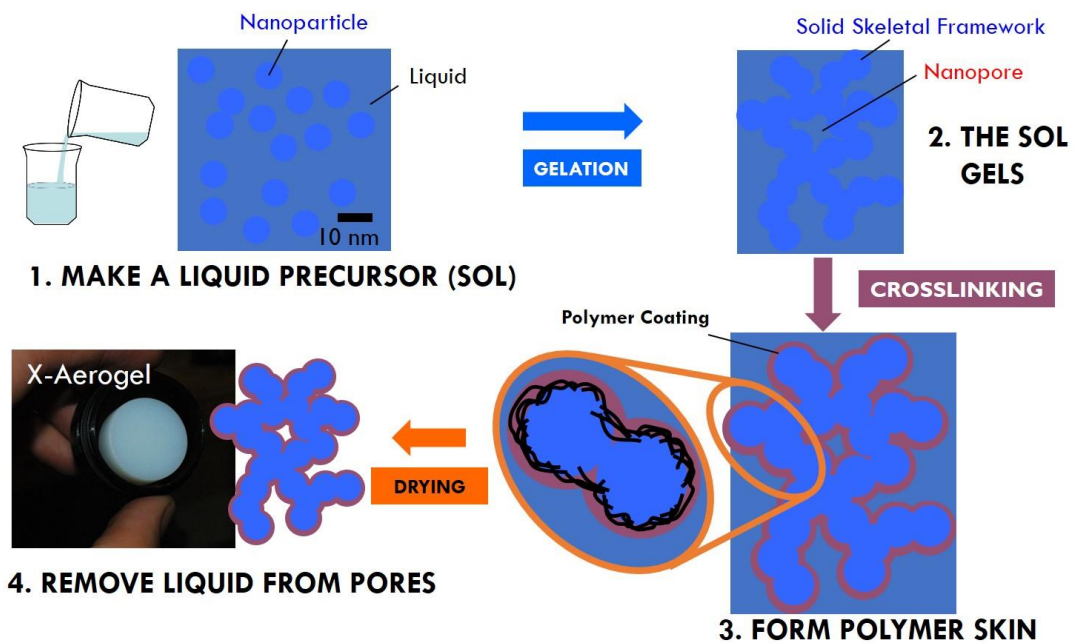 Nanoparticle
Liquid
10 nm
1. MAKE A LIQUID PRECURSOR (SOL)
GELATION
Solid Skeletal Framework
Nanopore
2. THE SOL
GELS
CROSSLINKING
Polymer Coating
3. FORM POLYMER SKIN
DRYING
X-Aerogel
4. REMOVE LIQUID FROM PORES